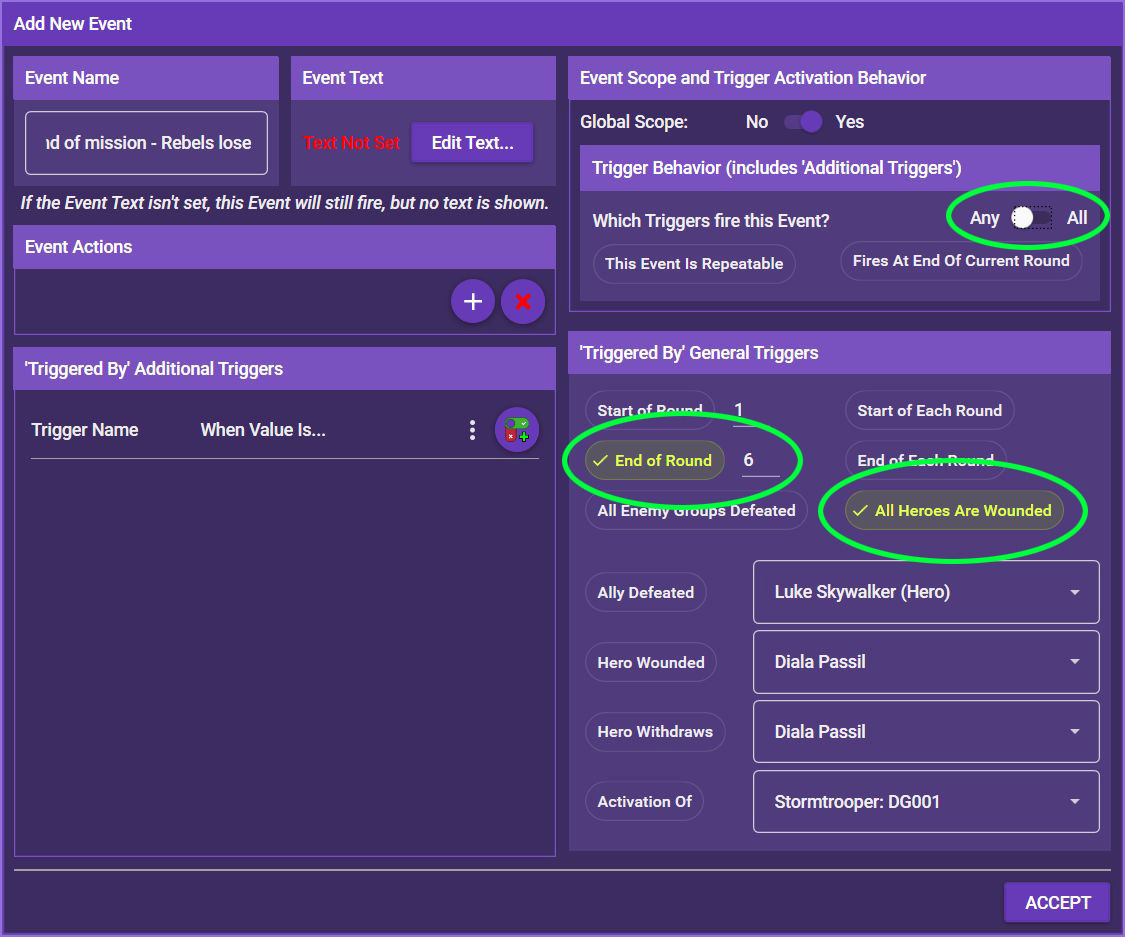 Add New Event
Event Name
nd of mission - Rebels lose
Event Text
Text Not Set
Edit Text...
If the Event Text isn't set, this Event will still fire, but no text is shown.
Event Actions
'Triggered By' Additional Triggers
Trigger Name When Value Is...
Event Scope and Trigger Activation Behavior
Global Scope: No Yes
Trigger Behavior (includes 'Additional Triggers')
Which Triggers fire this Event? Any All
This Event Is Repeatable Fires At End Of Current Round
'Triggered By' General Triggers
Start of Round 1 Start of Each Round
End of Round 6 End of Each Round
All Enemy Groups Defeated All Heroes Are Wounded
Ally Defeated Luke Skywalker (Hero)
Hero Wounded Diala Passil
Hero Withdraws Diala Passil
Activation Of Stormtrooper: DG001
ACCEPT